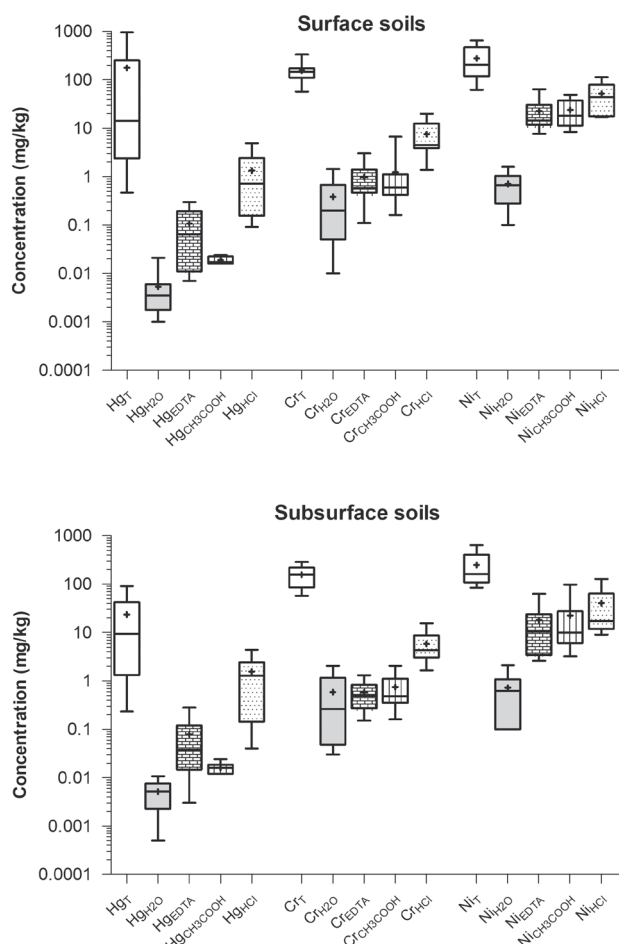 Surface soils
Concentration (mg/kg)
1000
100
10
1
0.1
0.01
0.001
0.0001
HgT
HgH2O
HgEDTA
HgCH3COOH
HgHCl
CrT
CrH2O
CrEDTA
CrCH3COOH
CrHCl
NiT
NiH2O
NiEDTA
NiCH3COOH
NiHCl
Subsurface soils
Concentration (mg/kg)
1000
100
10
1
0.1
0.01
0.001
0.0001
HgT
HgH2O
HgEDTA
HgCH3COOH
HgHCl
CrT
CrH2O
CrEDTA
CrCH3COOH
CrHCl
NiT
NiH2O
NiEDTA
NiCH3COOH
NiHCl